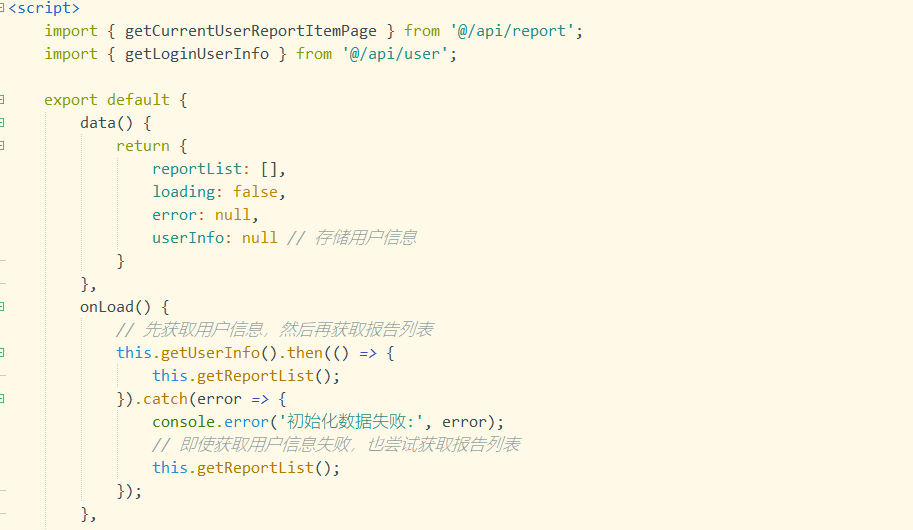 <script>
import { getCurrentUserReportItemPage } from '@/api/report';
import { getLoginUserInfo } from '@/api/user';
export default {
data() {
return {
reportList: [],
loading: false,
error: null,
userInfo: null // 存储用户信息
}
},
onLoad() {
// 先获取用户信息，然后再获取报告列表
this.getUserInfo().then(() => {
this.getReportList();
}).catch(error => {
console.error('初始化数据失败:', error);
// 即使获取用户信息失败，也尝试获取报告列表
this.getReportList();
});
},